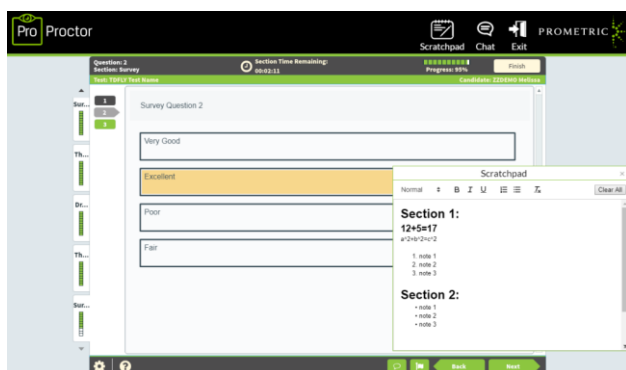 Pro Proctor
Scratchpad Chat Exit
PROMETRIC
Question: 2
Section: Survey
Section Time Remaining:
00:02:11
Progress: 95%
Finish
Test: TDFLY Test Name
Candidate: ZZDEMO Melissa
Sur...
Th...
Dr...
Th...
Sur...
1
2
3
Survey Question 2
Very Good
Excellent
Poor
Fair
Scratchpad ×
Normal B I U Clear All
Section 1:
12+5=17
a^2+b^2=c^2
1. note 1
2. note 2
3. note 3
Section 2:
• note 1
• note 2
• note 3
Back
Next